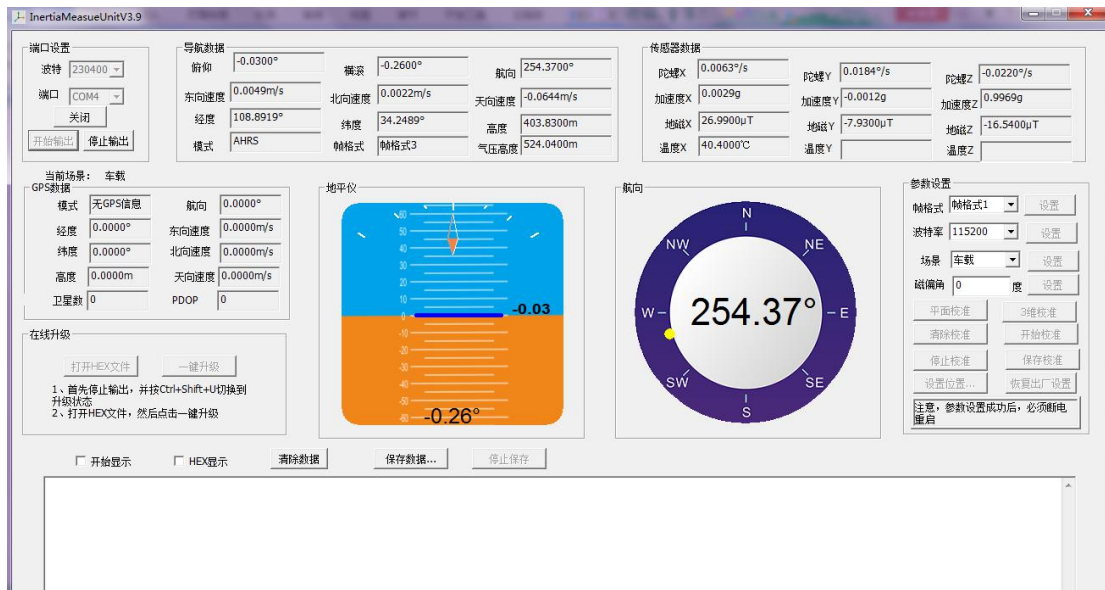 InertiaMeasueUnitV3.9
端口设置
波特 230400
端口 COM4
关闭
开始输出 停止输出
导航数据
俯仰 -0.0300° 横滚 -0.2600° 航向 254.3700°
东向速度 0.0049m/s 北向速度 0.0022m/s 天向速度 -0.0644m/s
经度 108.8919° 纬度 34.2489° 高度 403.8300m
模式 AHRS 帧格式 帧格式3 气压高度 524.0400m
传感器数据
陀螺X 0.0063°/s 陀螺Y 0.0184°/s 陀螺Z -0.0220°/s
加速度X 0.0029g 加速度Y -0.0012g 加速度Z 0.9969g
地磁X 26.9900μT 地磁Y -7.9300μT 地磁Z -16.5400μT
温度X 40.4000℃ 温度Y 温度Z
当前场景: 车载
GPS数据
模式 无GPS信息 航向 0.0000°
经度 0.0000° 东向速度 0.0000m/s
纬度 0.0000° 北向速度 0.0000m/s
高度 0.0000m 天向速度 0.0000m/s
卫星数 0 PDOP 0
在线升级
打开HEX文件 一键升级
1、首先停止输出，并按Ctrl+Shift+U切换到
升级状态
2、打开HEX文件，然后点击一键升级
地平仪
60
50
40
30
20
10
0
-0.03
-10
-20
-30
-40
-50
-60
-0.26°
航向
N
NW NE
W 254.37° E
SW SE
S
参数设置
帧格式 帧格式1 设置
波特率 115200 设置
场景 车载 设置
磁偏角 0 度 设置
平面校准 3维校准
清除校准 开始校准
停止校准 保存校准
设置位置... 恢复出厂设置
注意，参数设置成功后，必须断电
重启
开始显示 HEX显示 清除数据 保存数据... 停止保存